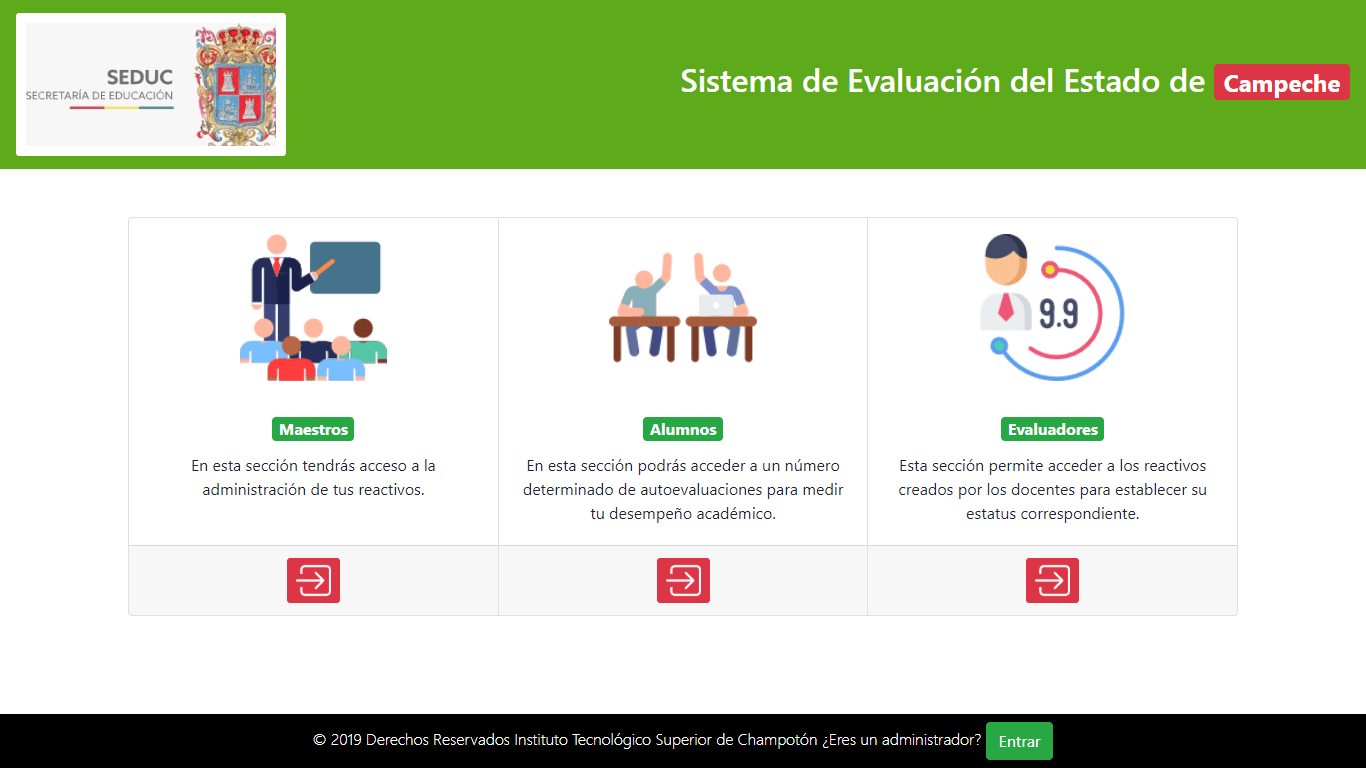 SEDUC
SECRETARÍA DE EDUCACIÓN
Sistema de Evaluación del Estado de Campeche
9.9
Maestros
En esta sección tendrás acceso a la
administración de tus reactivos.
Alumnos
En esta sección podrás acceder a un número
determinado de autoevaluaciones para medir
tu desempeño académico.
Evaluadores
Esta sección permite acceder a los reactivos
creados por los docentes para establecer su
estatus correspondiente.
© 2019 Derechos Reservados Instituto Tecnológico Superior de Champotón ¿Eres un administrador? Entrar